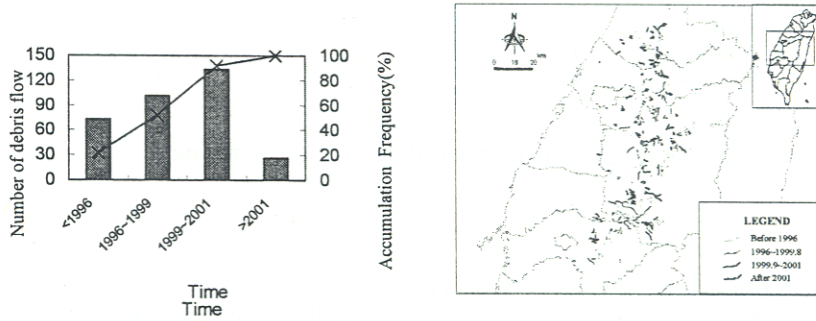 Number of debris flow
150
120
90
60
30
0
100
80
60
40
20
0
Accumulation Frequency(%)
<1996
1996~1999
1999~2001
>2001
Time
Time
N
LEGEND
Before 1996
1996~1999.8
1999.9~2001
After 2001